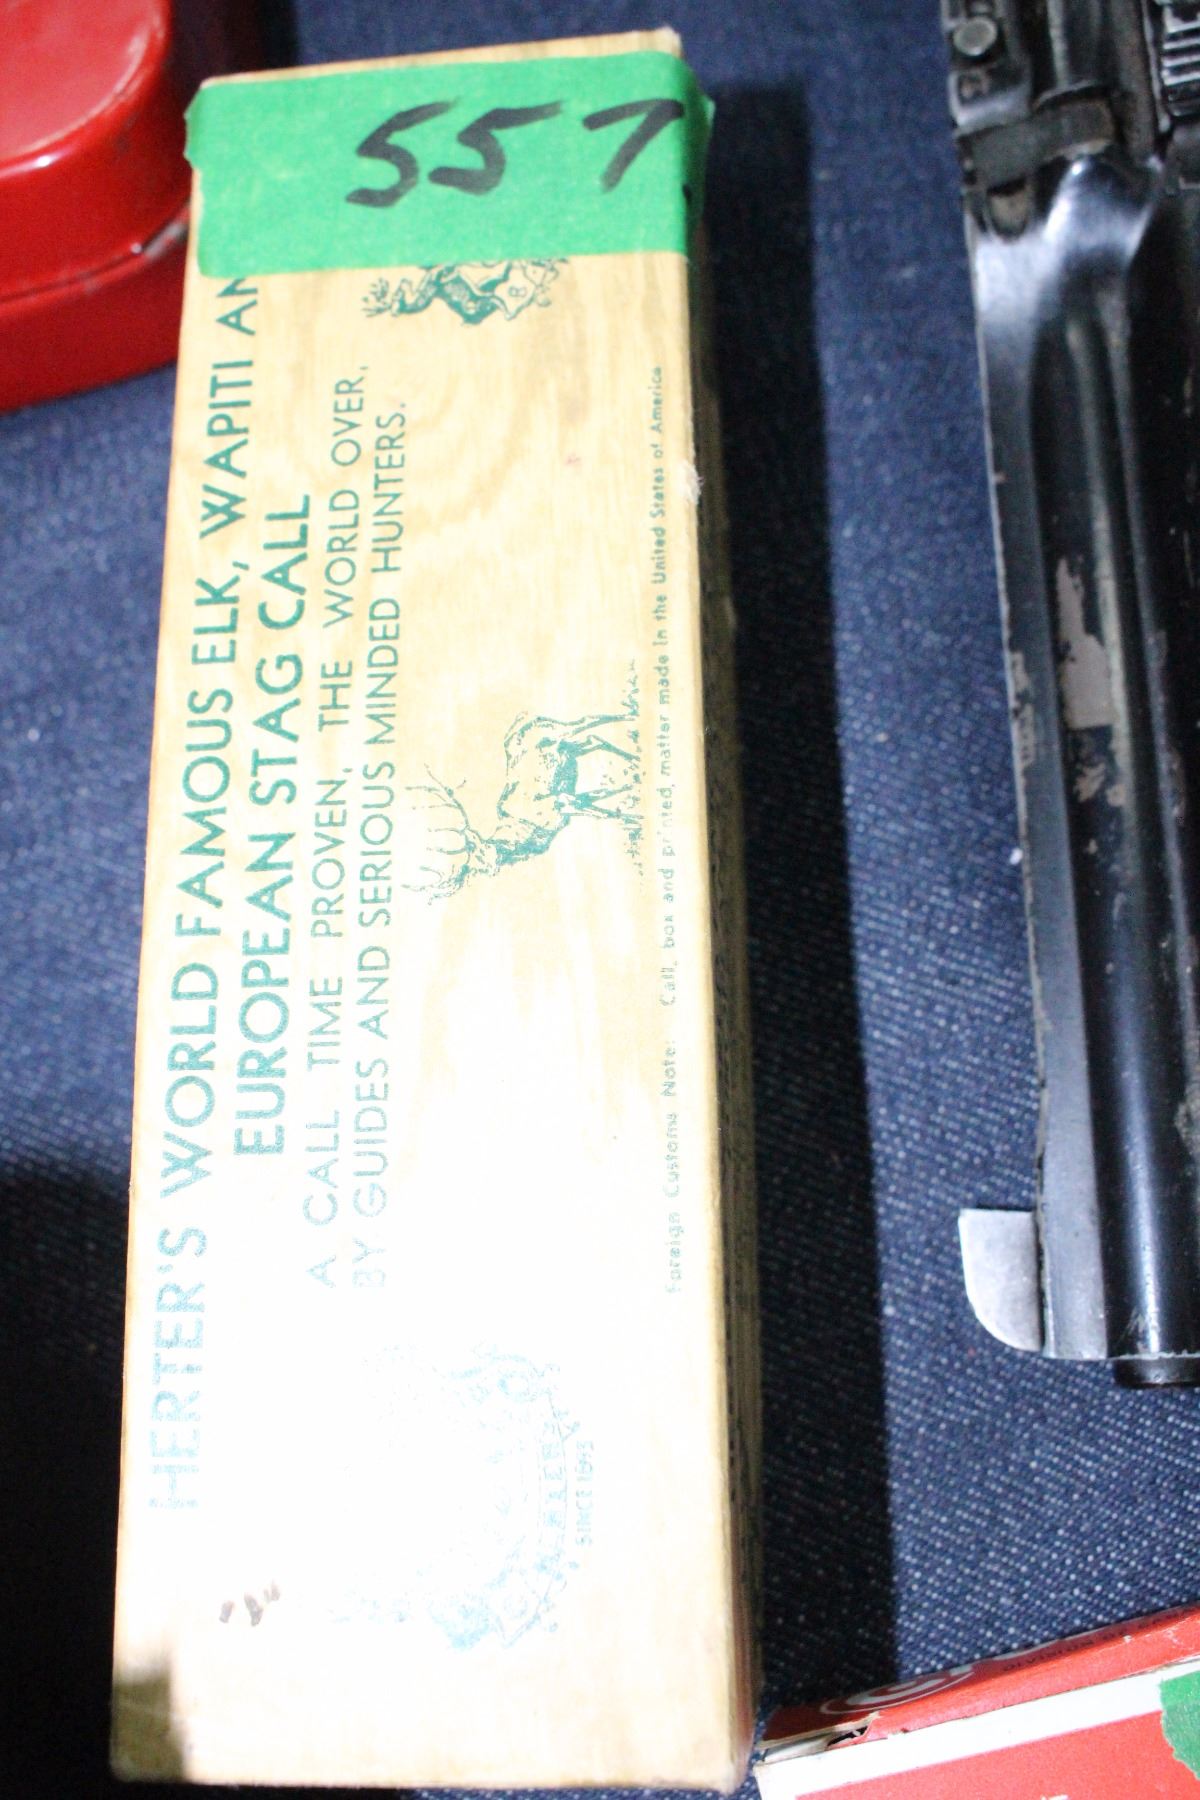 557
HERTER'S WORLD FAMOUS ELK, WAPITI AN
EUROPEAN STAG CALL
A CALL TIME PROVEN, THE WORLD OVER,
BY GUIDES AND SERIOUS MINDED HUNTERS.
SINCE 1893
Foreign Customs Note: Call, box and printed, matter made in the United States of America